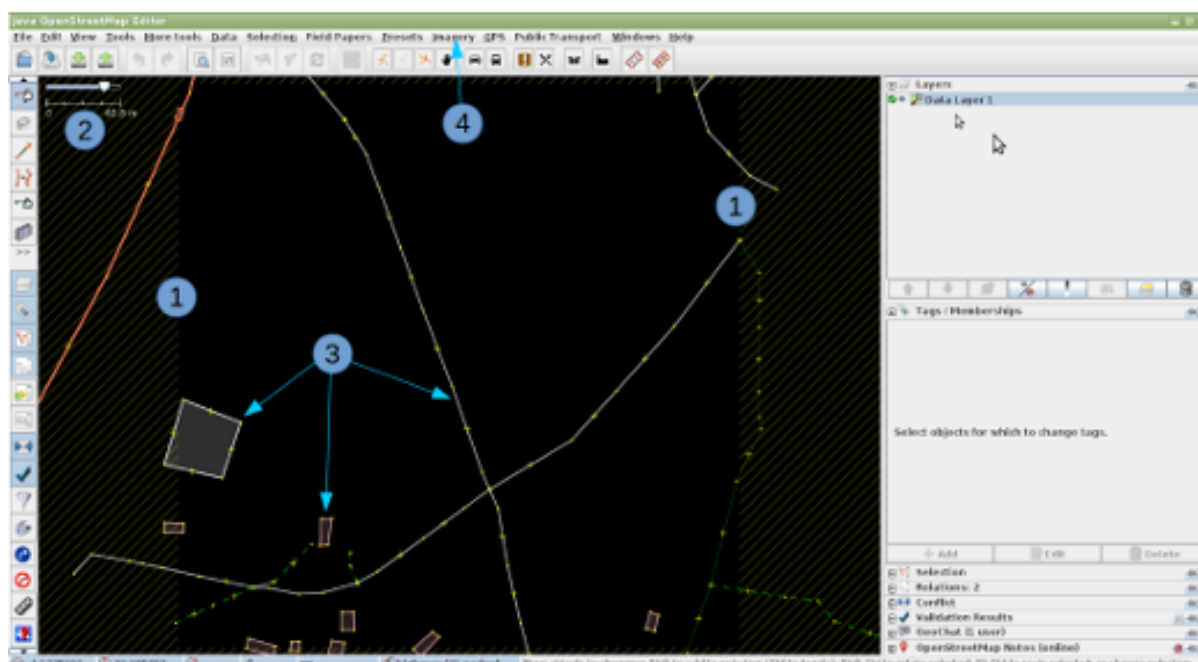 Java OpenStreetMap Editor
File Edit View Tools More tools Data Selection Field Papers Presets Imagery GPS Public Transport Windows Help
Layers
Data Layer 1
2
4
1
1
3
Tags / Memberships
Select objects for which to change tags.
Add Edit Delete
Selection
Relations: 2
Conflict
Validation Results
GeoChat (1 user)
OpenStreetMap Notes (online)